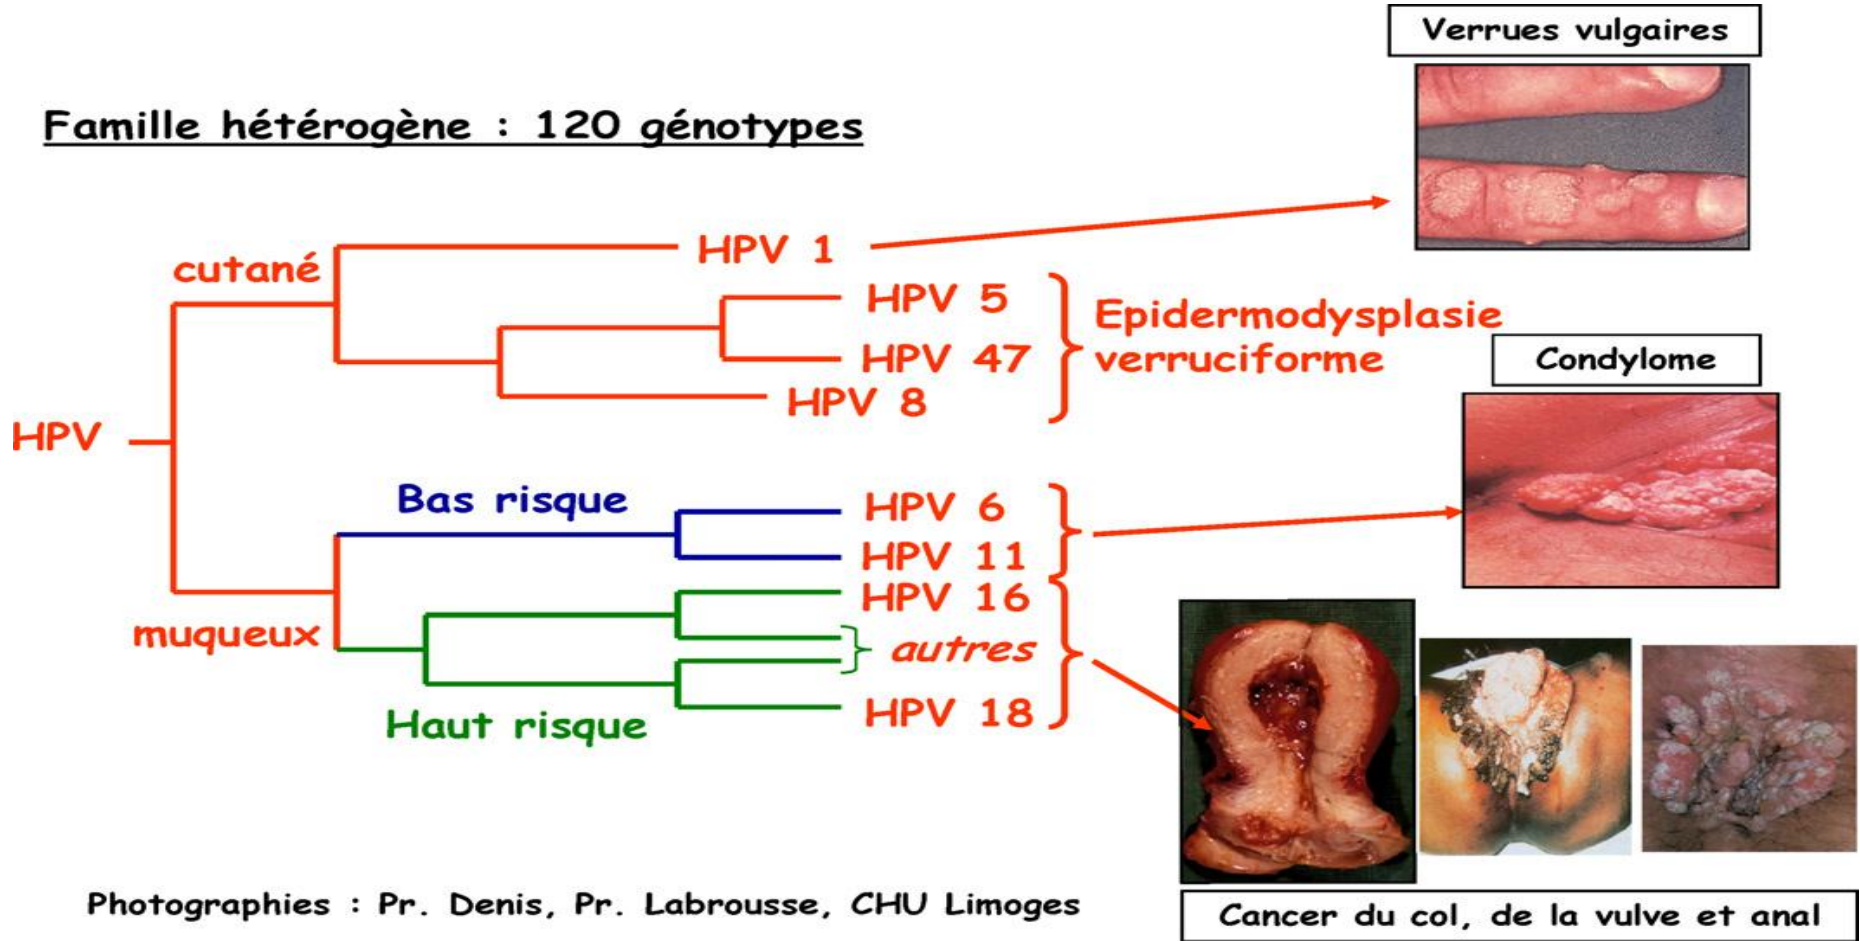 Verrues vulgaires
Famille hétérogène : 120 génotypes
cutané
HPV 1
HPV 5
HPV 47
HPV 8
Epidermodysplasie
verruciforme
Condylome
HPV
Bas risque
HPV 6
HPV 11
HPV 16
autres
HPV 18
muqueux
Haut risque
Photographies : Pr. Denis, Pr. Labrousse, CHU Limoges
Cancer du col, de la vulve et anal